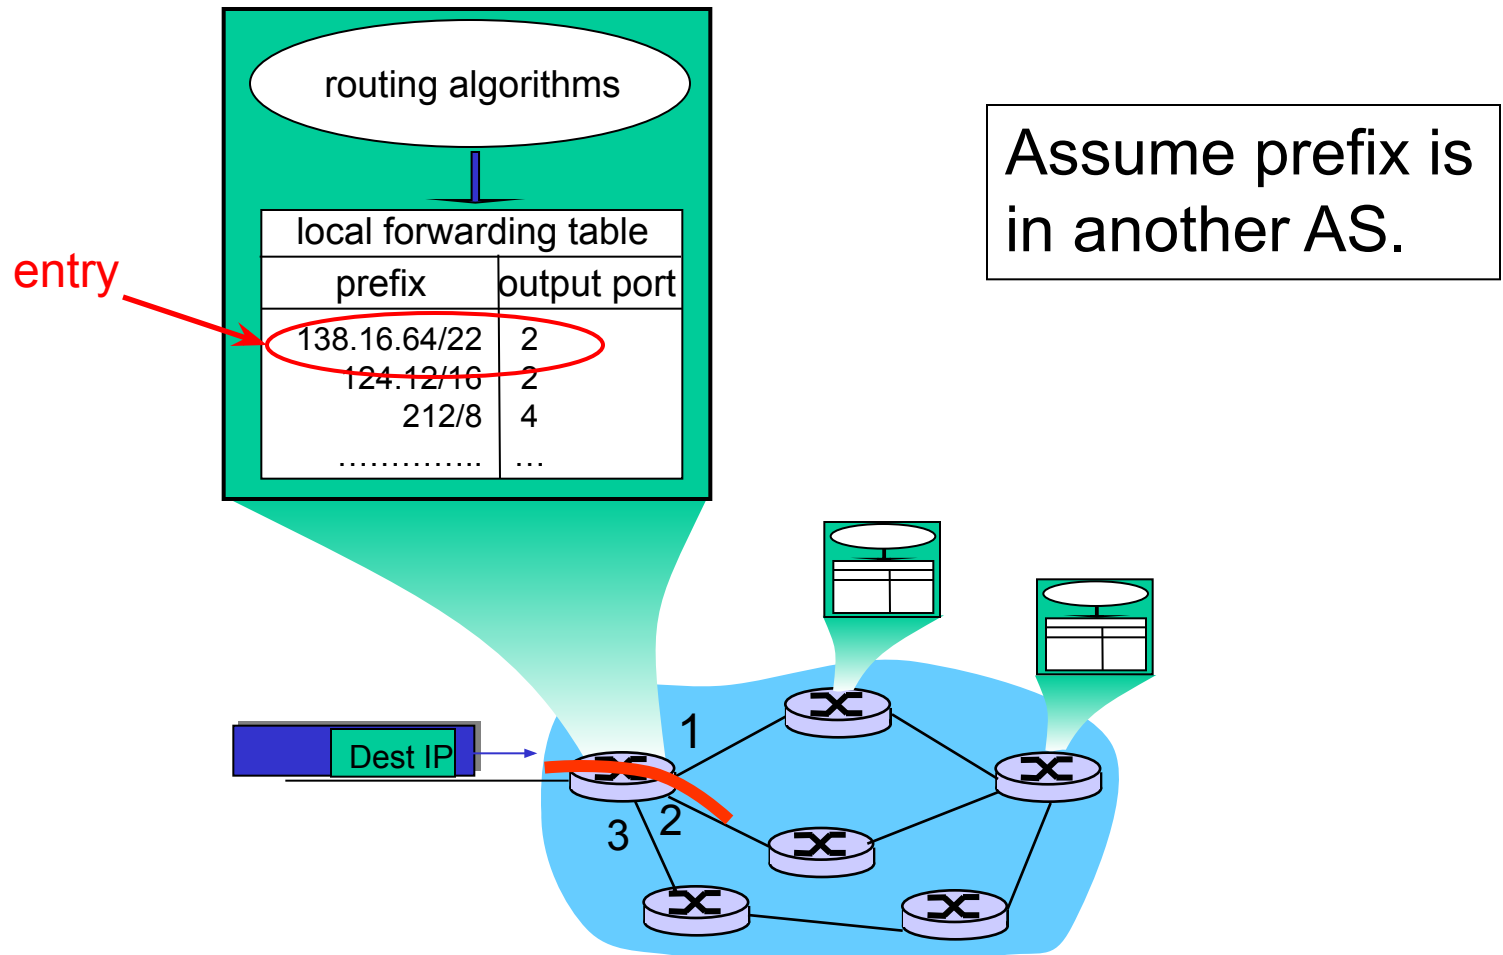 routing algorithms
Assume prefix is
in another AS.
local forwarding table
entry
prefix output port
138.16.64/22 2
124.12/16 2
212/8 4
………….. …
1
Dest IP
2
3